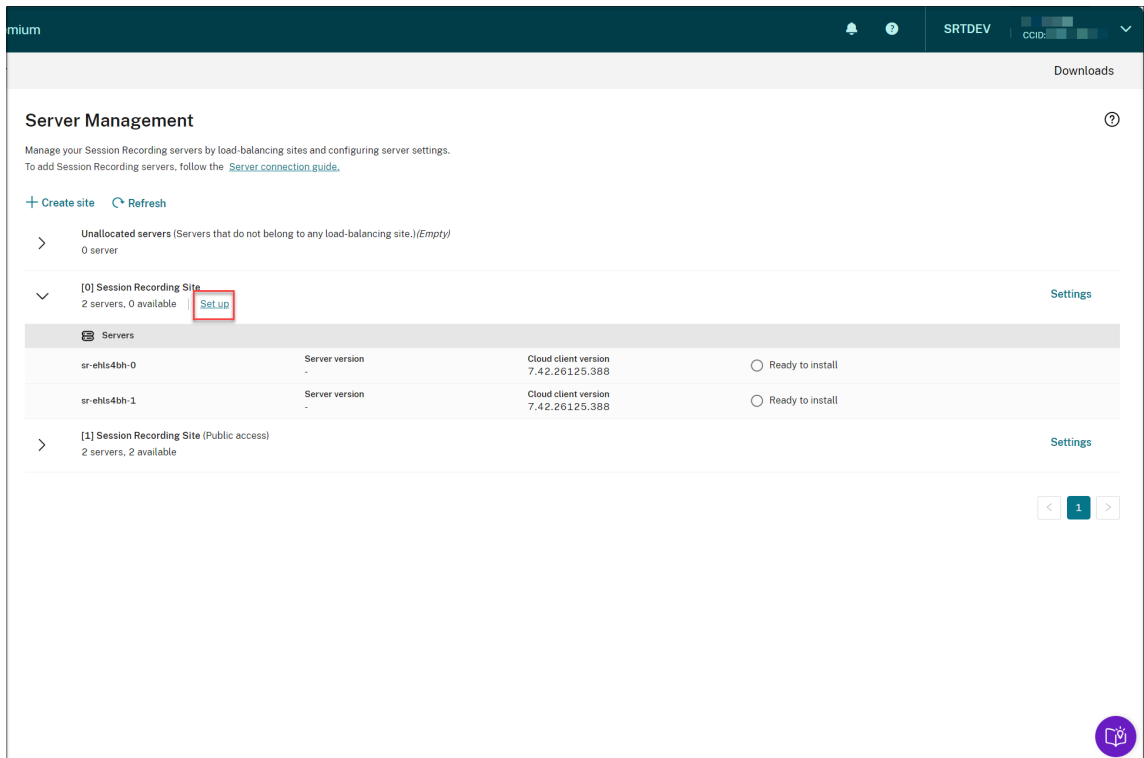 mium
SRTDEV
CCID:
Downloads
Server Management
Manage your Session Recording servers by load-balancing sites and configuring server settings.
To add Session Recording servers, follow the Server connection guide.
Create site Refresh
Unallocated servers (Servers that do not belong to any load-balancing site.)(Empty)
0 server
[0] Session Recording Site
2 servers, 0 available | Set up
Settings
Servers
sr-ehls4bh-0 Server version Cloud client version Ready to install
- 7.42.26125.388
sr-ehls4bh-1 Server version Cloud client version Ready to install
- 7.42.26125.388
[1] Session Recording Site (Public access)
2 servers, 2 available
Settings
< 1 >